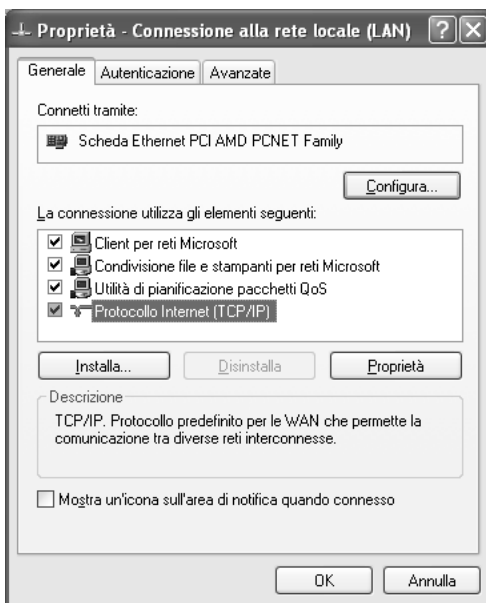 Proprietà - Connessione alla rete locale (LAN)
Generale Autenticazione Avanzate
Connetti tramite:
Scheda Ethernet PCI AMD PCNET Family
Configura...
La connessione utilizza gli elementi seguenti:
Client per reti Microsoft
Condivisione file e stampanti per reti Microsoft
Utilità di pianificazione pacchetti QoS
Protocollo Internet (TCP/IP)
Installa... Disinstalla Proprietà
Descrizione
TCP/IP. Protocollo predefinito per le WAN che permette la
comunicazione tra diverse reti interconnesse.
Mostra un'icona sull'area di notifica quando connesso
OK Annulla